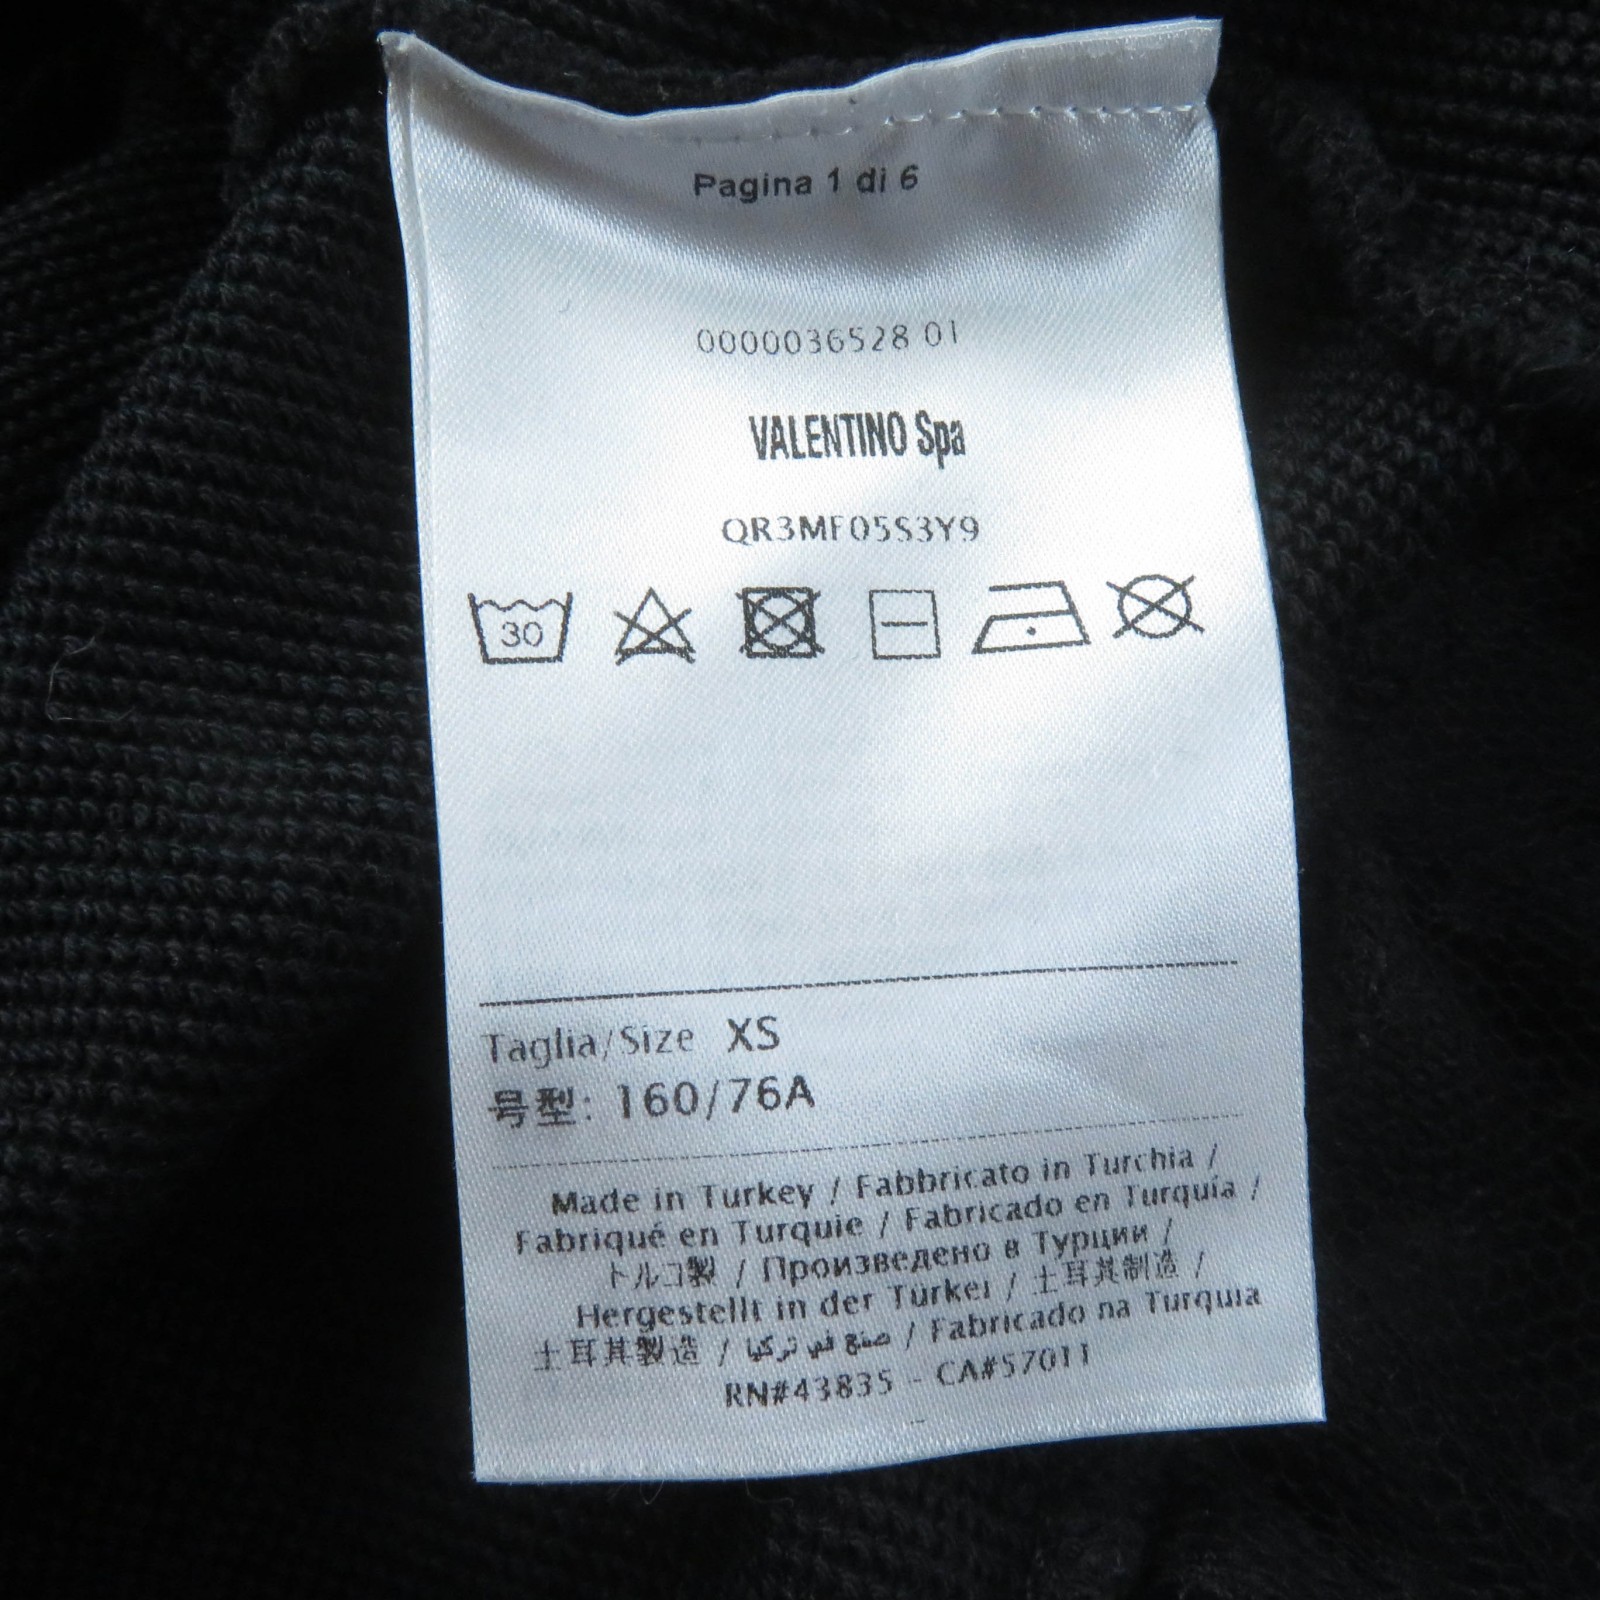 Pagina 1 di 6
0000036528 01
VALENTINO Spa
QR3MF05S3Y9
30
Taglia/Size XS
号型: 160/76A
Made in Turkey / Fabbricato in Turchia /
Fabriqué en Turquie / Fabricado en Turquía /
トルコ製 / Произведено в Турции /
Hergestellt in der Türkei / 土耳其制造 /
土耳其製造 / صنع في تركيا / Fabricado na Turquia
RN#43835 - CA#57011